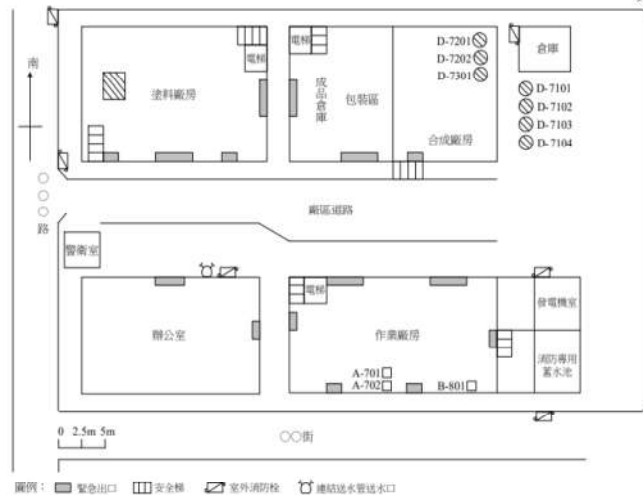 南
電梯
塗料廠房
電梯
成品倉庫
包裝區
合成廠房
D-7201
D-7202
D-7301
倉庫
D-7101
D-7102
D-7103
D-7104
○○○路
廠區道路
警衛室
辦公室
電梯
作業廠房
A-701
A-702
B-801
發電機室
消防專用
蓄水池
0 2.5m 5m
○○街
圖例： 緊急出口 安全梯 室外消防栓 連結送水管送水口